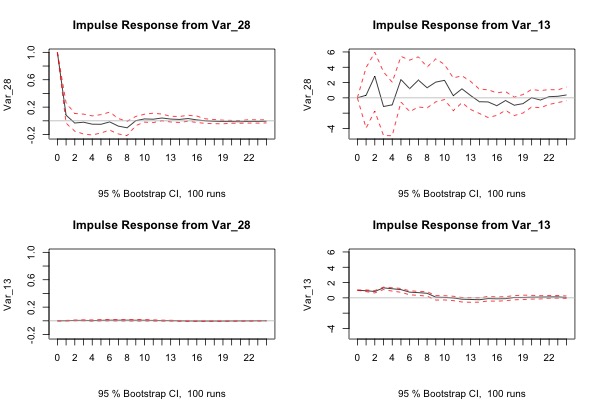 Impulse Response from Var_28
Var_28
1.0
0.6
0.2
-0.2
0 2 4 6 8 10 13 16 19 22
95 % Bootstrap CI, 100 runs
Impulse Response from Var_13
Var_28
6
4
2
0
-4
0 2 4 6 8 10 13 16 19 22
95 % Bootstrap CI, 100 runs
Impulse Response from Var_28
Var_13
1.0
0.6
0.2
-0.2
0 2 4 6 8 10 13 16 19 22
95 % Bootstrap CI, 100 runs
Impulse Response from Var_13
Var_13
6
4
2
0
-4
0 2 4 6 8 10 13 16 19 22
95 % Bootstrap CI, 100 runs